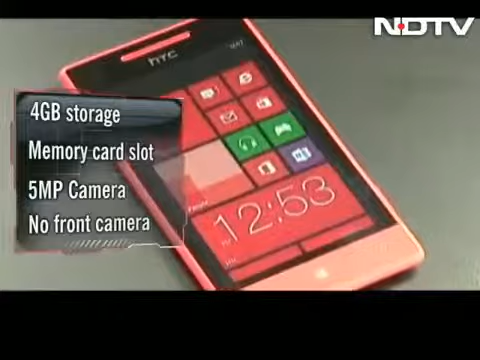 NDTV
hTC
4GB storage
Memory card slot
5MP Camera
No front camera
12:53